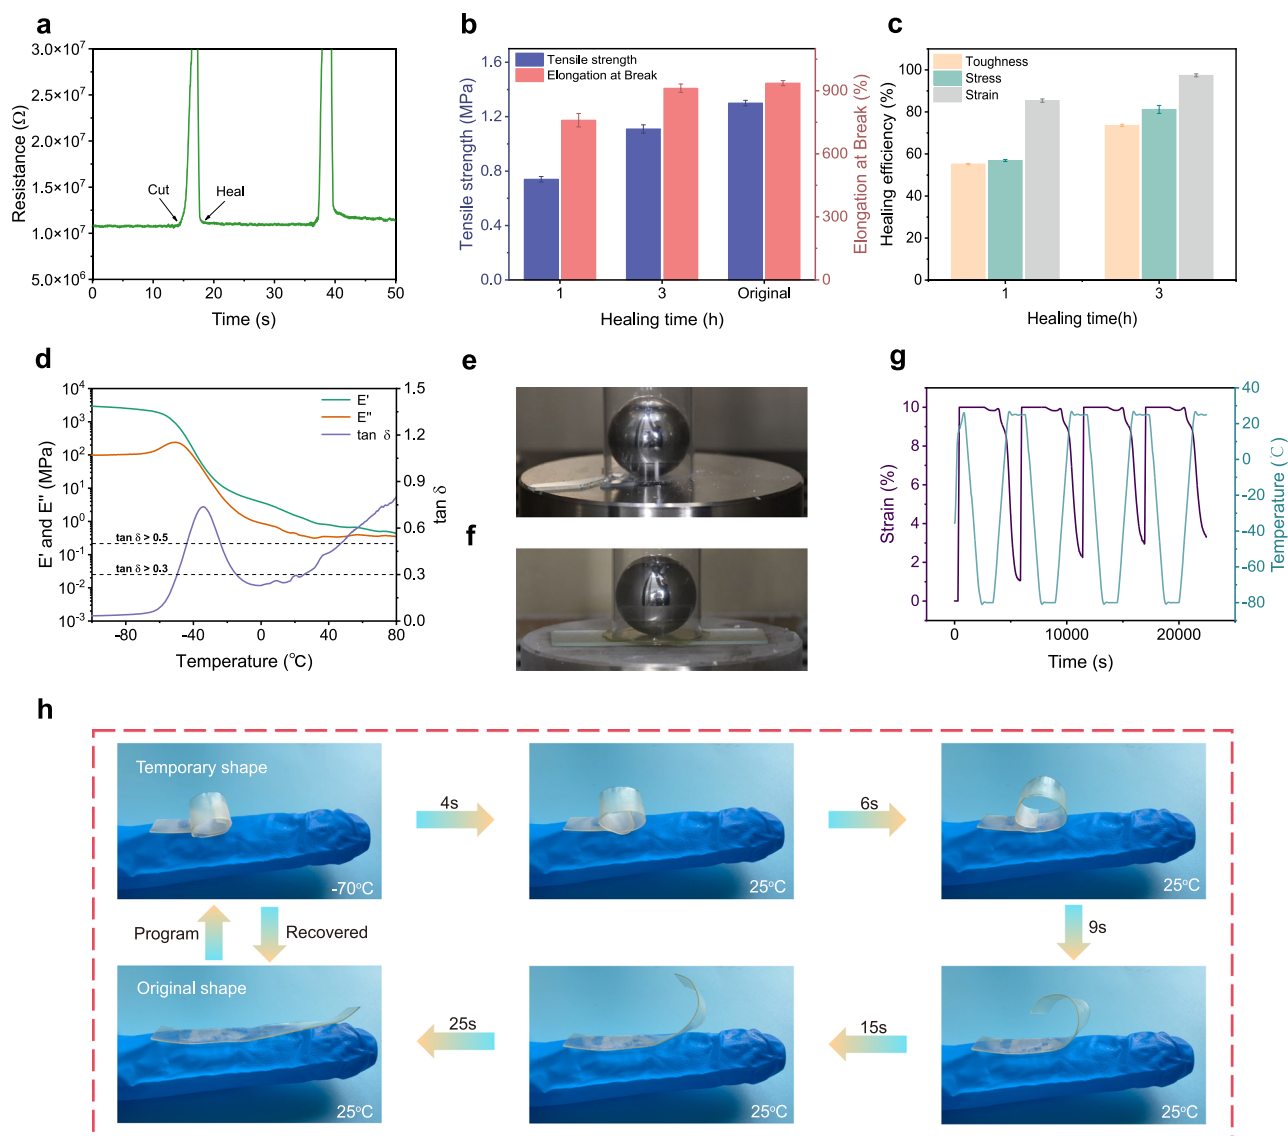 a
3.0×10⁷
2.5×10⁷
2.0×10⁷
1.5×10⁷
1.0×10⁷
5.0×10⁶
Resistance (Ω)
Cut
Heal
0 10 20 30 40 50
Time (s)
b
1.6
1.2
0.8
0.4
0.0
Tensile strength (MPa)
Tensile strength
Elongation at Break
900
600
300
0
Elongation at Break (%)
1 3 Original
Healing time (h)
c
100
80
60
40
20
0
Healing efficiency (%)
Toughness
Stress
Strain
1 3
Healing time(h)
d
10⁴
10³
10²
10¹
10⁰
10⁻¹
10⁻²
10⁻³
E' and E" (MPa)
E'
E"
tan δ
tan δ > 0.5
tan δ > 0.3
1.5
1.2
0.9
0.6
0.3
0.0
tan δ
-80 -40 0 40 80
Temperature (℃)
e
f
g
10
8
6
4
2
0
Strain (%)
40
20
0
-20
-40
-60
-80
Temperature (℃)
0 10000 20000
Time (s)
h
Temporary shape
-70°C
4s
25°C
6s
25°C
Program
Recovered
9s
Original shape
25°C
25s
25°C
15s
25°C